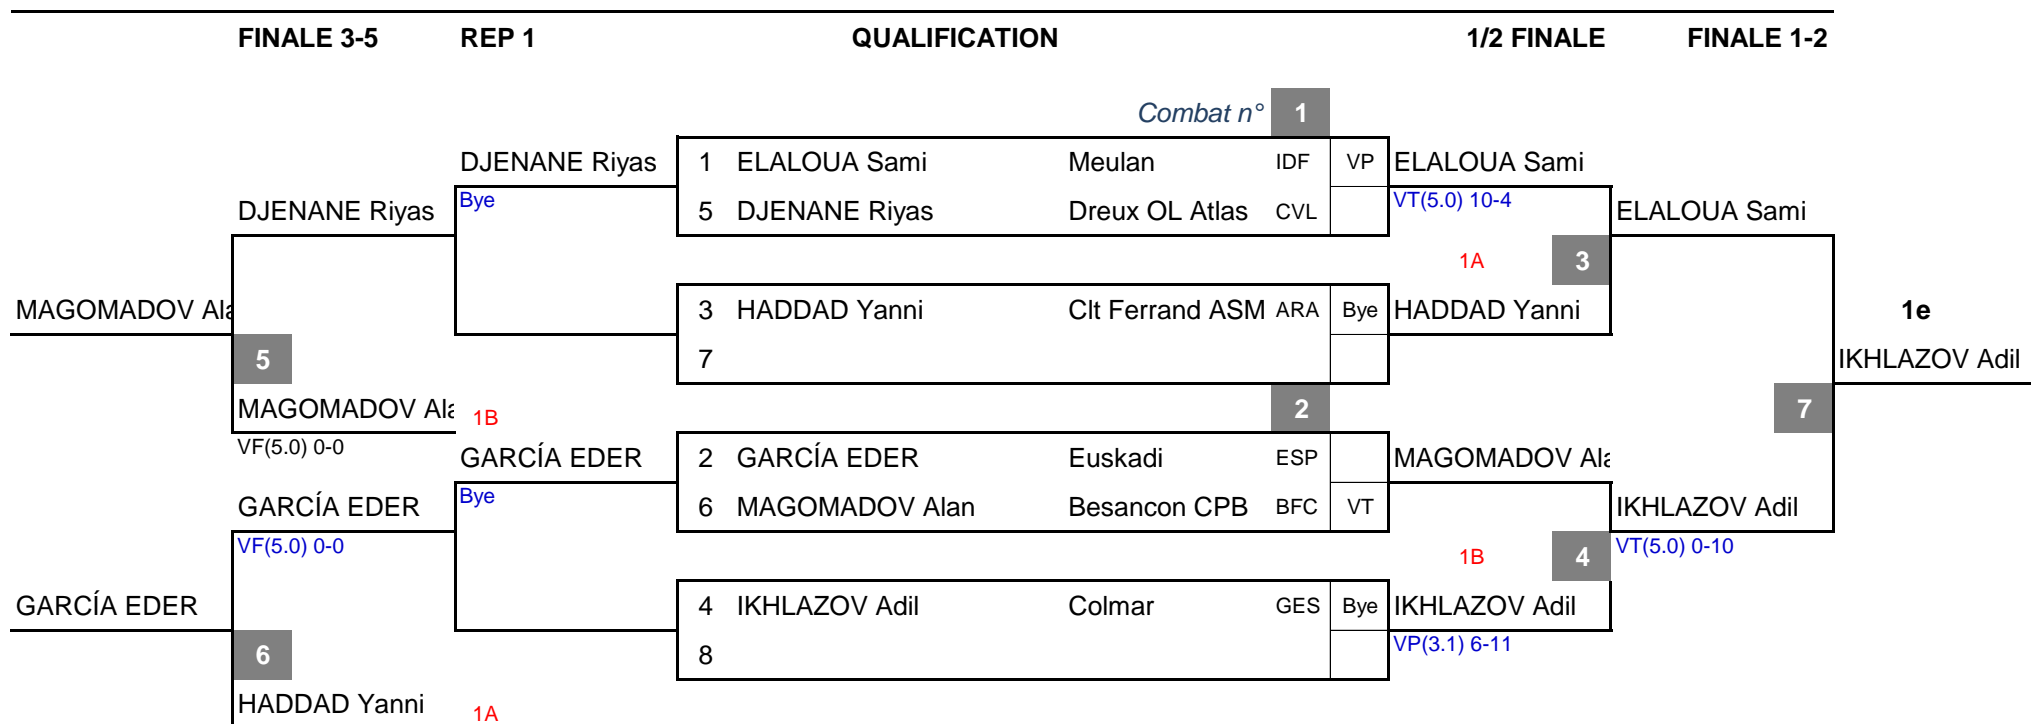 FINALE 3-5 REP 1 QUALIFICATION 1/2 FINALE FINALE 1-2
Combat n° 1
DJENANE Riyas 1 ELALOUA Sami Meulan IDF VP ELALOUA Sami
DJENANE Riyas Bye 5 DJENANE Riyas Dreux OL Atlas CVL VT(5.0) 10-4 ELALOUA Sami
1A 3
MAGOMADOV Ala 3 HADDAD Yanni Clt Ferrand ASM ARA Bye HADDAD Yanni 1e
5 7 IKHLAZOV Adil
MAGOMADOV Ala 1B 2 7
VF(5.0) 0-0 GARCÍA EDER 2 GARCÍA EDER Euskadi ESP MAGOMADOV Ala
GARCÍA EDER Bye 6 MAGOMADOV Alan Besancon CPB BFC VT IKHLAZOV Adil
VF(5.0) 0-0 1B 4 VT(5.0) 0-10
GARCÍA EDER 4 IKHLAZOV Adil Colmar GES Bye IKHLAZOV Adil
6 8 VP(3.1) 6-11
HADDAD Yanni 1A